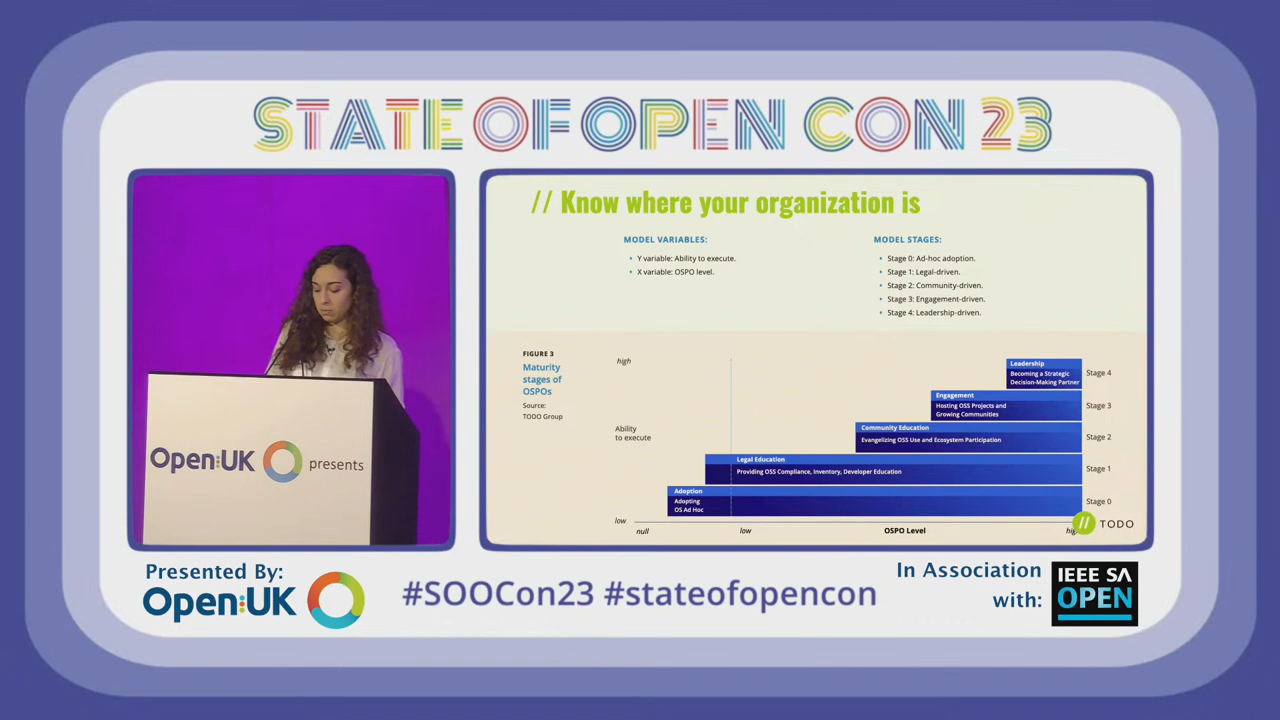 STATE OF OPEN CON 23
// Know where your organization is
MODEL VARIABLES:
• Y variable: Ability to execute.
• X variable: OSPO level.
MODEL STAGES:
• Stage 0: Ad-hoc adoption.
• Stage 1: Legal-driven.
• Stage 2: Community-driven.
• Stage 3: Engagement-driven.
• Stage 4: Leadership-driven.
FIGURE 3
Maturity
stages of
OSPOs
Source:
TODO Group
high
Ability
to execute
low
Leadership
Becoming a Strategic
Decision-Making Partner
Stage 4
Engagement
Hosting OSS Projects and
Growing Communities
Stage 3
Community Education
Evangelizing OSS Use and Ecosystem Participation
Stage 2
Legal Education
Providing OSS Compliance, Inventory, Developer Education
Stage 1
Adoption
Adopting
OS Ad Hoc
Stage 0
null
low
OSPO Level
// TODO
Open:UK presents
Presented By:
Open:UK
#SOOCon23 #stateofopencon
In Association
with:
IEEE SA
OPEN